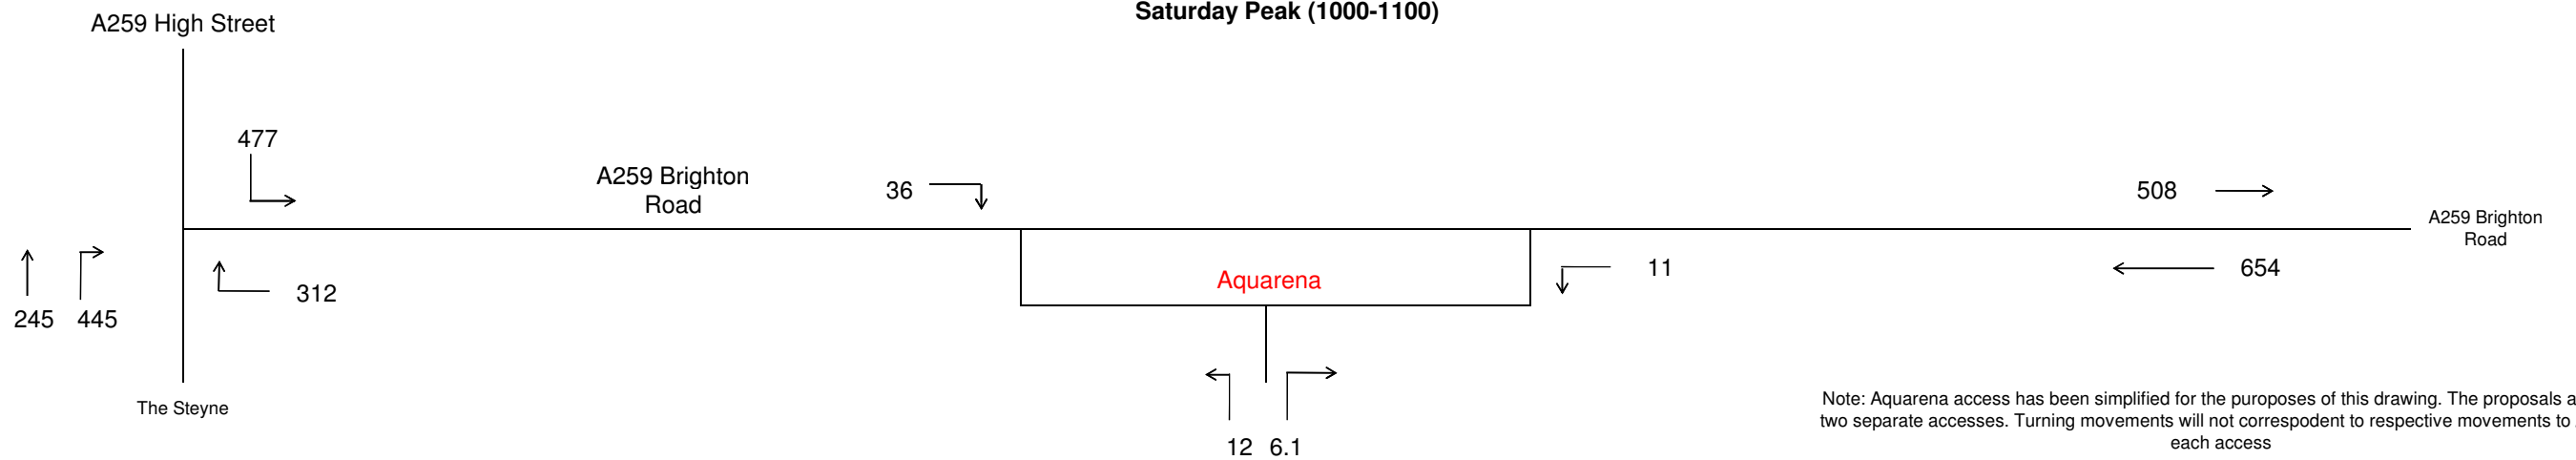 Saturday Peak (1000-1100)
A259 High Street
477
A259 Brighton
Road
36
508
A259 Brighton
Road
11
654
312
Aquarena
245 445
The Steyne
12 6.1
Note: Aquarena access has been simplified for the puroposes of this drawing. The proposals a
two separate accesses. Turning movements will not correspodent to respective movements to
each access